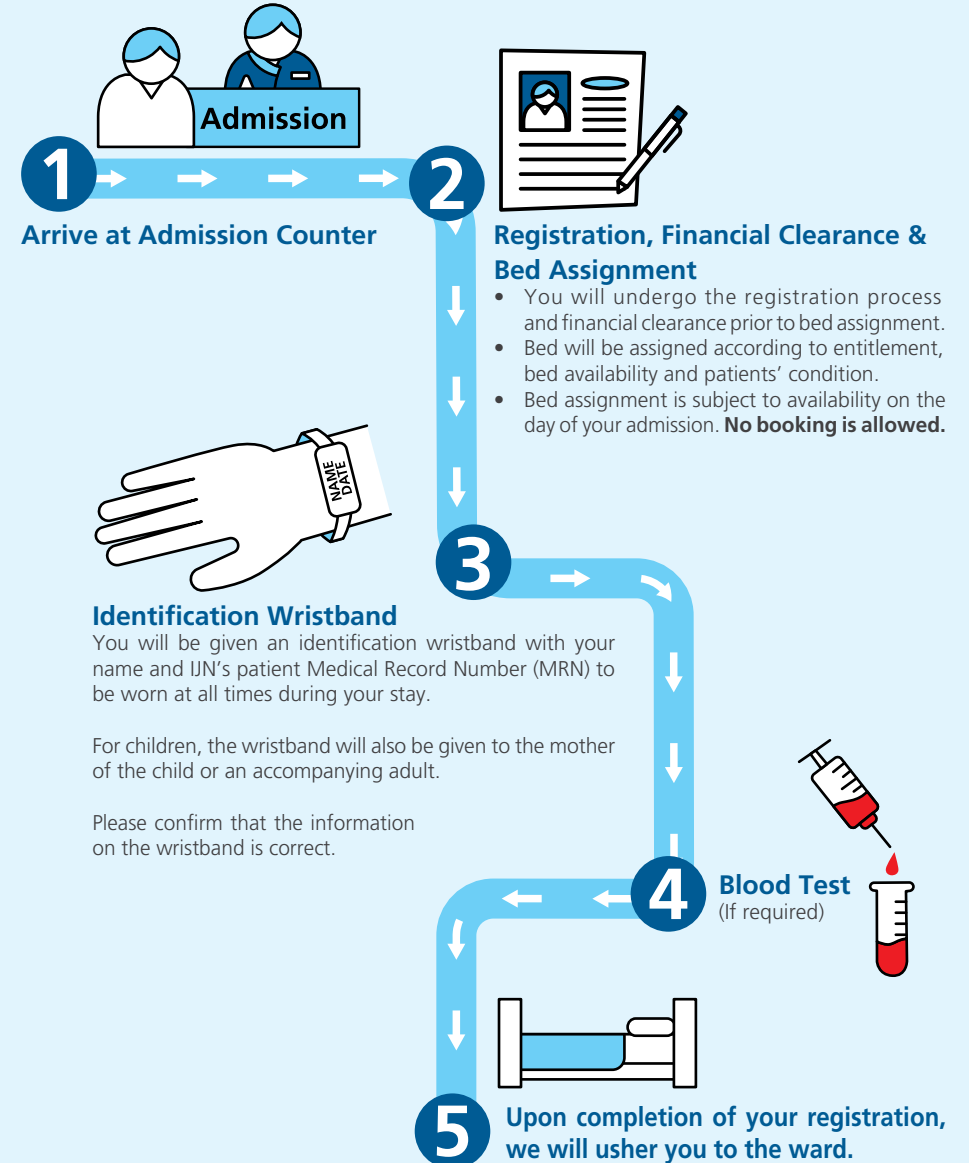 Admission
1
Arrive at Admission Counter
2
Registration, Financial Clearance &
Bed Assignment
• You will undergo the registration process
and financial clearance prior to bed assignment.
• Bed will be assigned according to entitlement,
bed availability and patients' condition.
• Bed assignment is subject to availability on the
day of your admission. No booking is allowed.
NAME
DATE
3
Identification Wristband
You will be given an identification wristband with your
name and IJN's patient Medical Record Number (MRN) to
be worn at all times during your stay.
For children, the wristband will also be given to the mother
of the child or an accompanying adult.
Please confirm that the information
on the wristband is correct.
4
Blood Test
(If required)
5
Upon completion of your registration,
we will usher you to the ward.